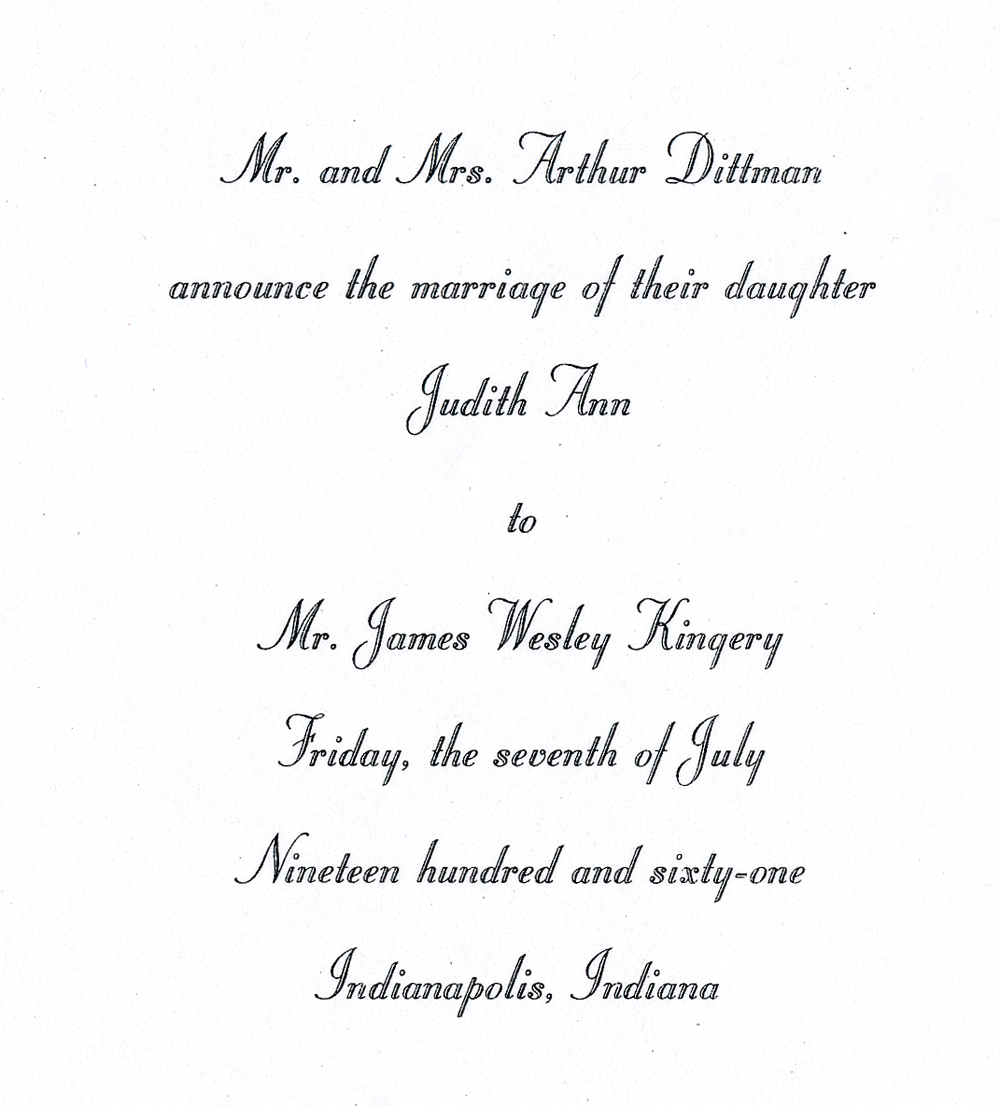 Mr. and Mrs. Arthur Dittman
announce the marriage of their daughter
Judith Ann
to
Mr. James Wesley Kingery
Friday, the seventh of July
Nineteen hundred and sixty-one
Indianapolis, Indiana